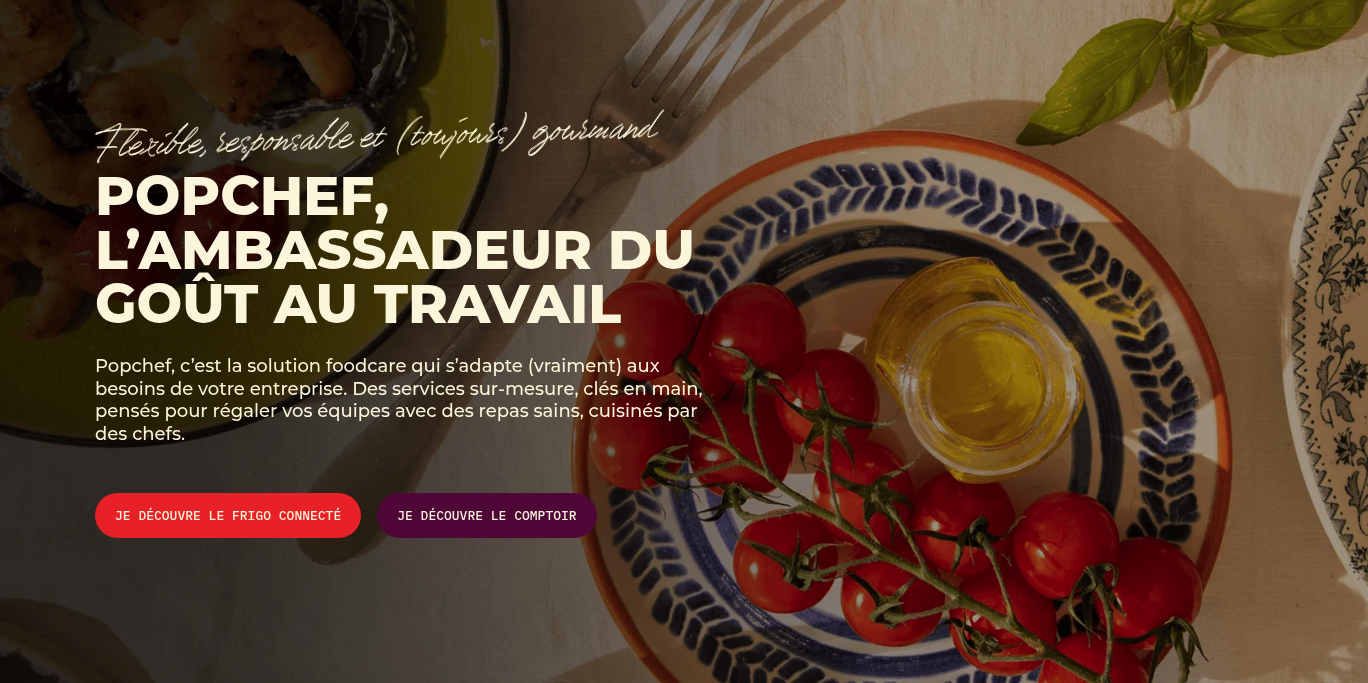 Flexible, responsable et (toujours) gourmand
POPCHEF,
L’AMBASSADEUR DU
GOÛT AU TRAVAIL
Popchef, c’est la solution foodcare qui s’adapte (vraiment) aux
besoins de votre entreprise. Des services sur-mesure, clés en main,
pensés pour régaler vos équipes avec des repas sains, cuisinés par
des chefs.
JE DÉCOUVRE LE FRIGO CONNECTÉ
JE DÉCOUVRE LE COMPTOIR